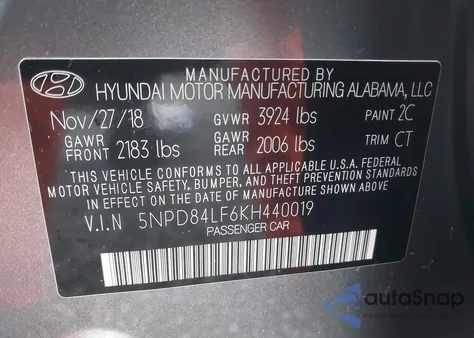 MANUFACTURED BY
HYUNDAI MOTOR MANUFACTURING ALABAMA, LLC
Nov/27/18 GVWR 3924 lbs PAINT 2C
GAWR FRONT 2183 lbs GAWR REAR 2006 lbs TRIM CT
THIS VEHICLE CONFORMS TO ALL APPLICABLE U.S.A. FEDERAL
MOTOR VEHICLE SAFETY, BUMPER, AND THEFT PREVENTION STANDARDS
IN EFFECT ON THE DATE OF MANUFACTURE SHOWN ABOVE.
V.I.N 5NPD84LF6KH440019
PASSENGER CAR
autoSnap